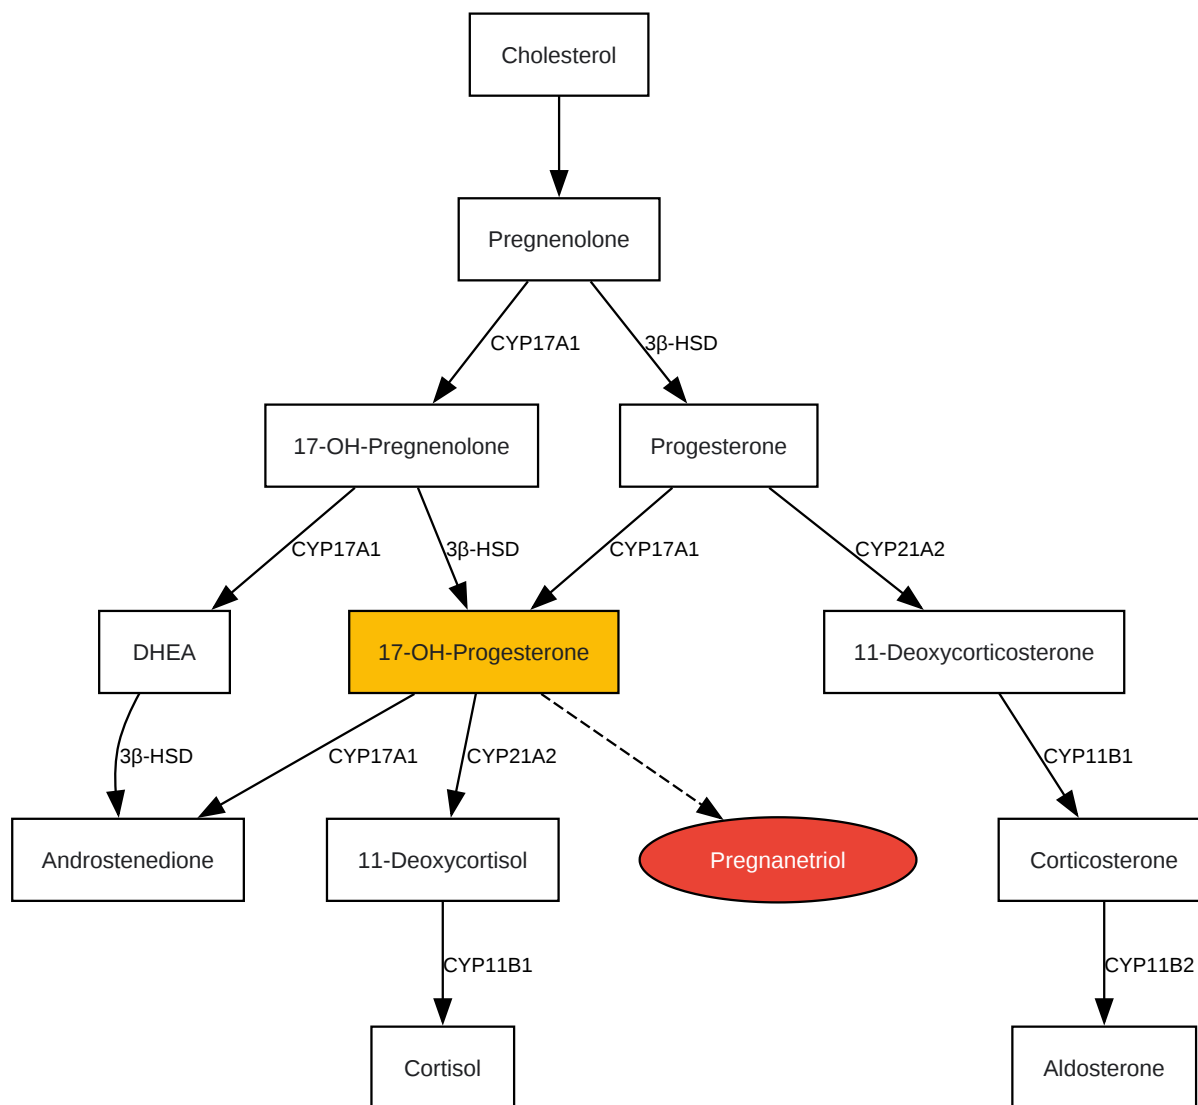 Cholesterol
Pregnenolone
CYP17A1
3β-HSD
17-OH-Pregnenolone
Progesterone
CYP17A1
3β-HSD
CYP17A1
CYP21A2
DHEA
17-OH-Progesterone
11-Deoxycorticosterone
3β-HSD
CYP17A1
CYP21A2
CYP11B1
Androstenedione
11-Deoxycortisol
Pregnanetriol
Corticosterone
CYP11B1
CYP11B2
Cortisol
Aldosterone